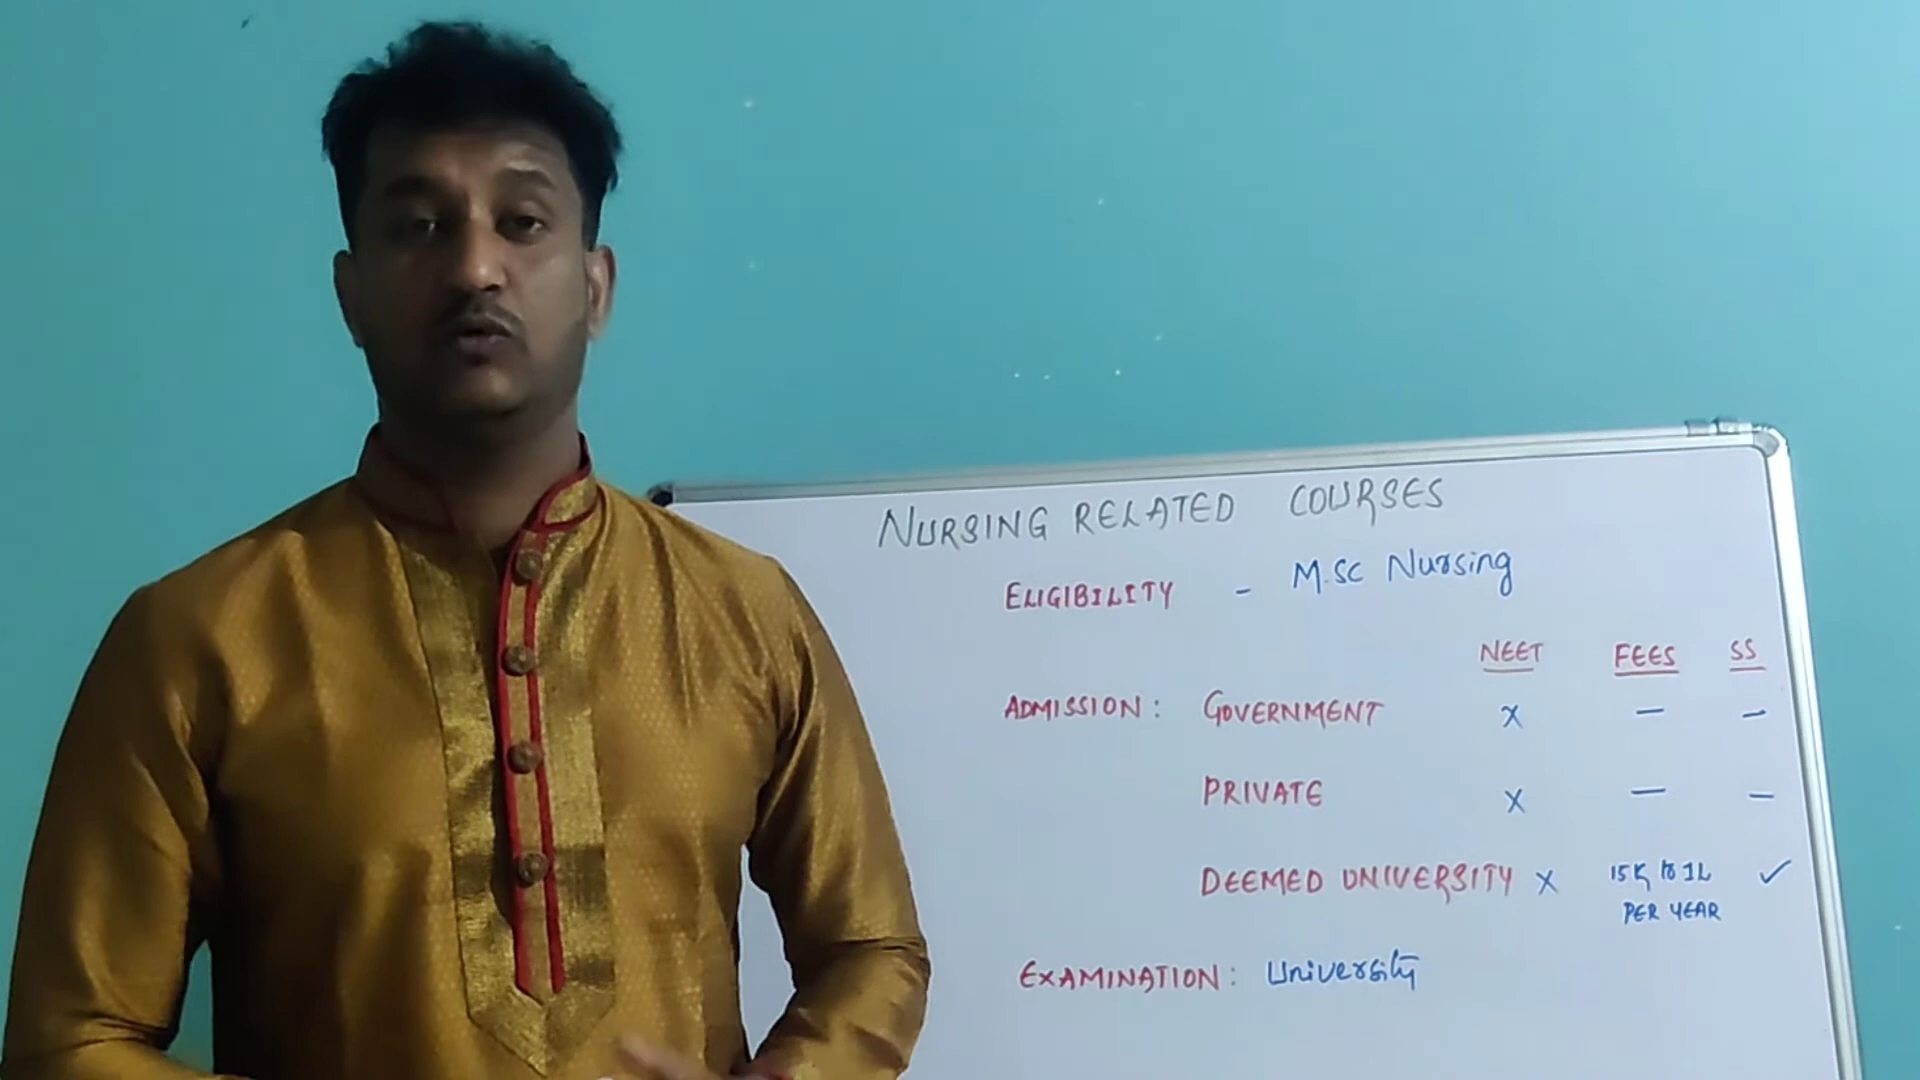 NURSING RELATED COURSES
ELIGIBILITY - M.SC Nursing
NEET FEES SS
ADMISSION: GOVERNMENT x — —
PRIVATE x — —
DEEMED UNIVERSITY x 15K to 1L ✓
PER YEAR
EXAMINATION: University